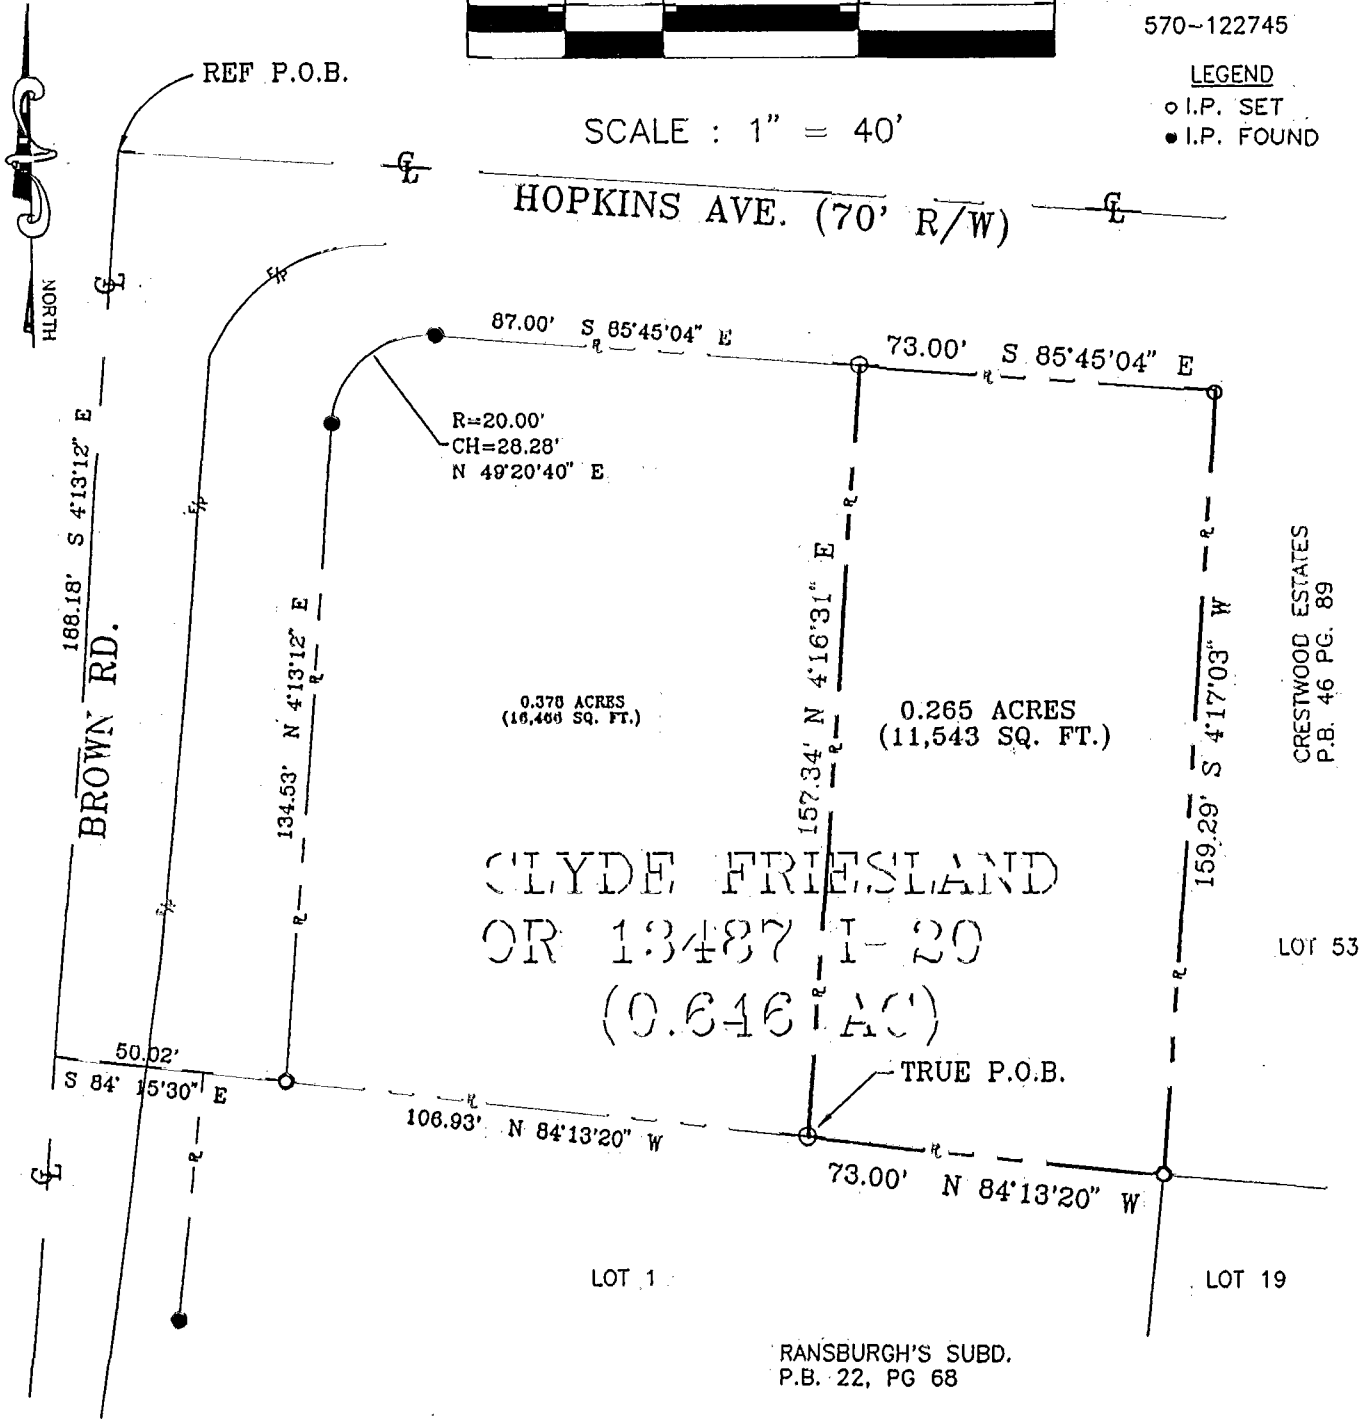 570-122745
LEGEND
I.P. SET
I.P. FOUND
REF P.O.B.
SCALE : 1" = 40'
HOPKINS AVE. (70' R/W)
NORTH
87.00' S 85°45'04" E
73.00' S 85°45'04" E
R=20.00'
CH=28.28'
N 49°20'40" E
168.18' S 4°13'12" E
BROWN RD.
134.53' N 4°13'12" E
157.34' N 4°16'31" E
159.29' S 4°17'03" W
CRESTWOOD ESTATES
P.B. 46 PG. 89
0.378 ACRES
(16,466 SQ. FT.)
0.265 ACRES
(11,543 SQ. FT.)
CLYDE FRIESLAND
OR 13487 I-20
(0.646 AC)
LOT 53
50.02'
S 84° 15'30" E
TRUE P.O.B.
106.93' N 84°13'20" W
73.00' N 84°13'20" W
LOT 1
LOT 19
RANSBURGH'S SUBD.
P.B. 22, PG 68